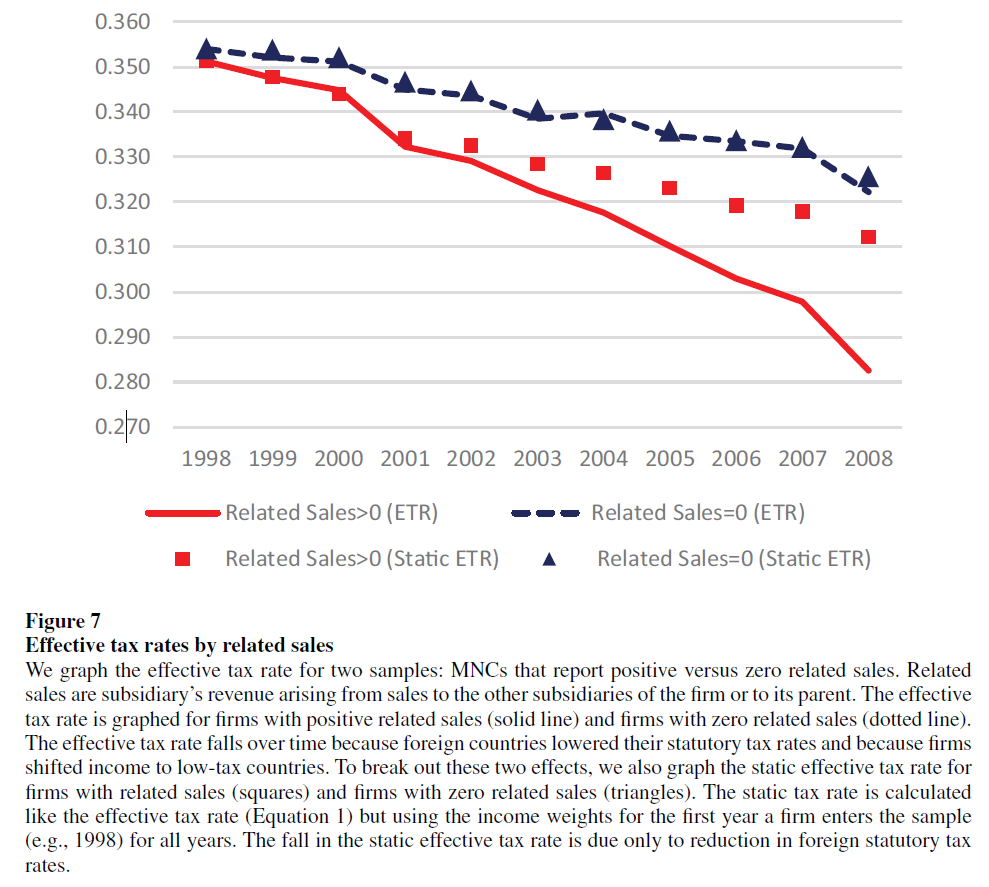 0.360
0.350
0.340
0.330
0.320
0.310
0.300
0.290
0.280
0.270
1998 1999 2000 2001 2002 2003 2004 2005 2006 2007 2008
Related Sales>0 (ETR) Related Sales=0 (ETR)
Related Sales>0 (Static ETR) Related Sales=0 (Static ETR)
Figure 7
Effective tax rates by related sales
We graph the effective tax rate for two samples: MNCs that report positive versus zero related sales. Related
sales are subsidiary's revenue arising from sales to the other subsidiaries of the firm or to its parent. The effective
tax rate is graphed for firms with positive related sales (solid line) and firms with zero related sales (dotted line).
The effective tax rate falls over time because foreign countries lowered their statutory tax rates and because firms
shifted income to low-tax countries. To break out these two effects, we also graph the static effective tax rate for
firms with related sales (squares) and firms with zero related sales (triangles). The static tax rate is calculated
like the effective tax rate (Equation 1) but using the income weights for the first year a firm enters the sample
(e.g., 1998) for all years. The fall in the static effective tax rate is due only to reduction in foreign statutory tax
rates.